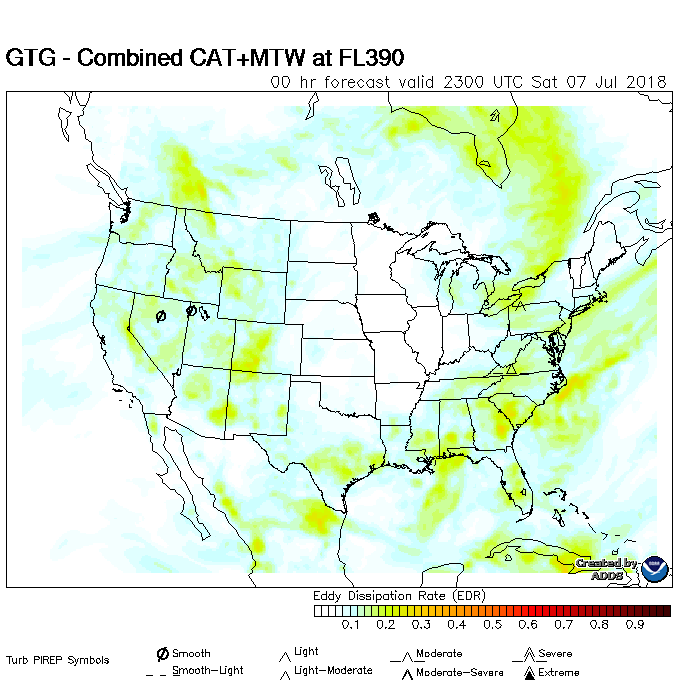 GTG - Combined CAT+MTW at FL390
00 hr forecast valid 2300 UTC Sat 07 Jul 2018
Created by
ADDS
Eddy Dissipation Rate (EDR)
0.1 0.2 0.3 0.4 0.5 0.6 0.7 0.8 0.9
Turb PIREP Symbols
Smooth Light Moderate Severe
Smooth-Light Light-Moderate Moderate-Severe Extreme